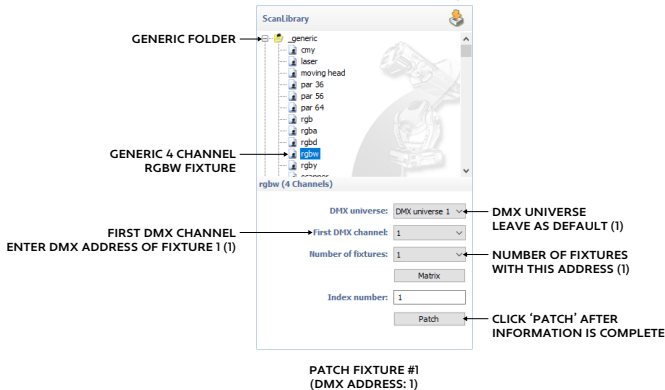 ScanLibrary
GENERIC FOLDER
_generic
cmy
laser
moving head
par 36
par 56
par 64
rgb
rgba
rgbd
rgbw
rgby
scanner
GENERIC 4 CHANNEL
RGBW FIXTURE
rgbw (4 Channels)
DMX universe: DMX universe 1
DMX UNIVERSE
LEAVE AS DEFAULT (1)
FIRST DMX CHANNEL
ENTER DMX ADDRESS OF FIXTURE 1 (1)
First DMX channel: 1
Number of fixtures: 1
NUMBER OF FIXTURES
WITH THIS ADDRESS (1)
Matrix
Index number: 1
Patch
CLICK ‘PATCH’ AFTER
INFORMATION IS COMPLETE
PATCH FIXTURE #1
(DMX ADDRESS: 1)